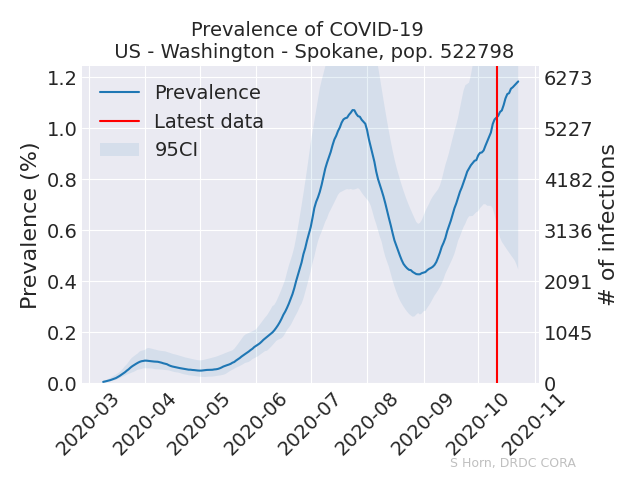 Prevalence of COVID-19
US - Washington - Spokane, pop. 522798
Prevalence
Latest data
95CI
Prevalence (%)
1.2
1.0
0.8
0.6
0.4
0.2
0.0
6273
5227
4182
3136
2091
1045
0
# of infections
2020-03
2020-04
2020-05
2020-06
2020-07
2020-08
2020-09
2020-10
2020-11
S Horn, DRDC CORA